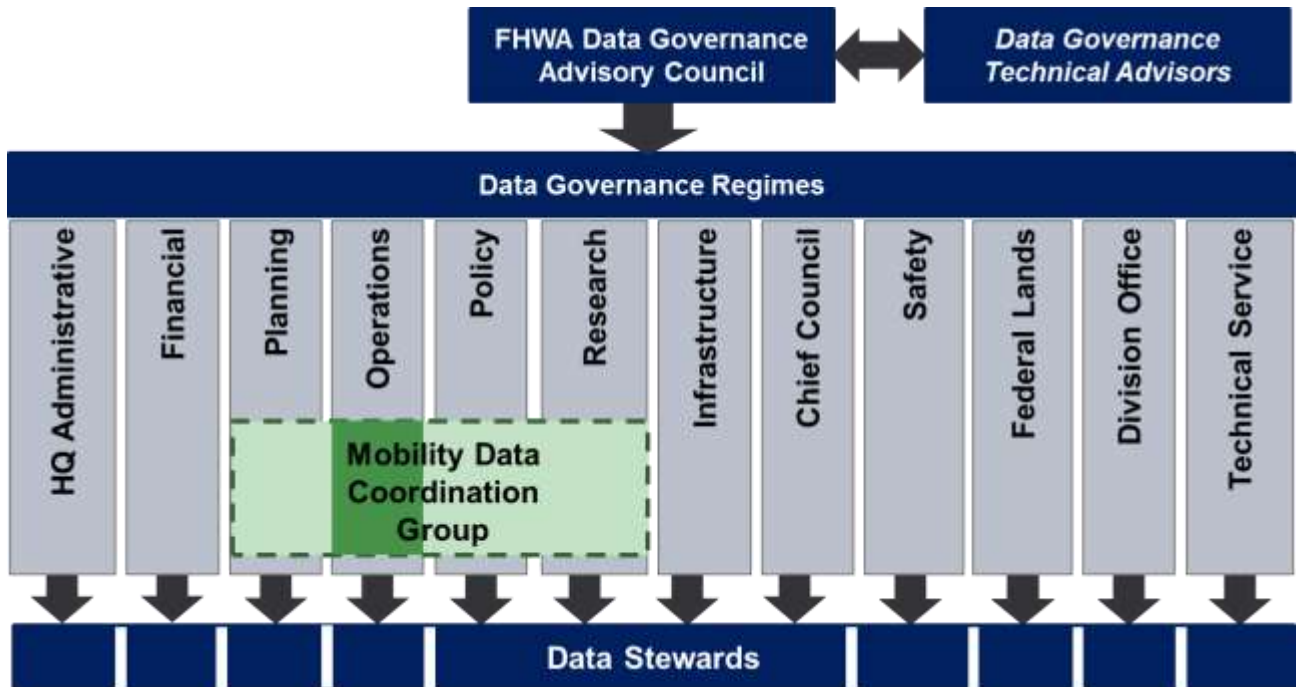 FHWA Data Governance
Advisory Council
Data Governance
Technical Advisors
Data Governance Regimes
HQ Administrative
Financial
Planning
Operations
Policy
Research
Infrastructure
Chief Council
Safety
Federal Lands
Division Office
Technical Service
Mobility Data
Coordination
Group
Data Stewards